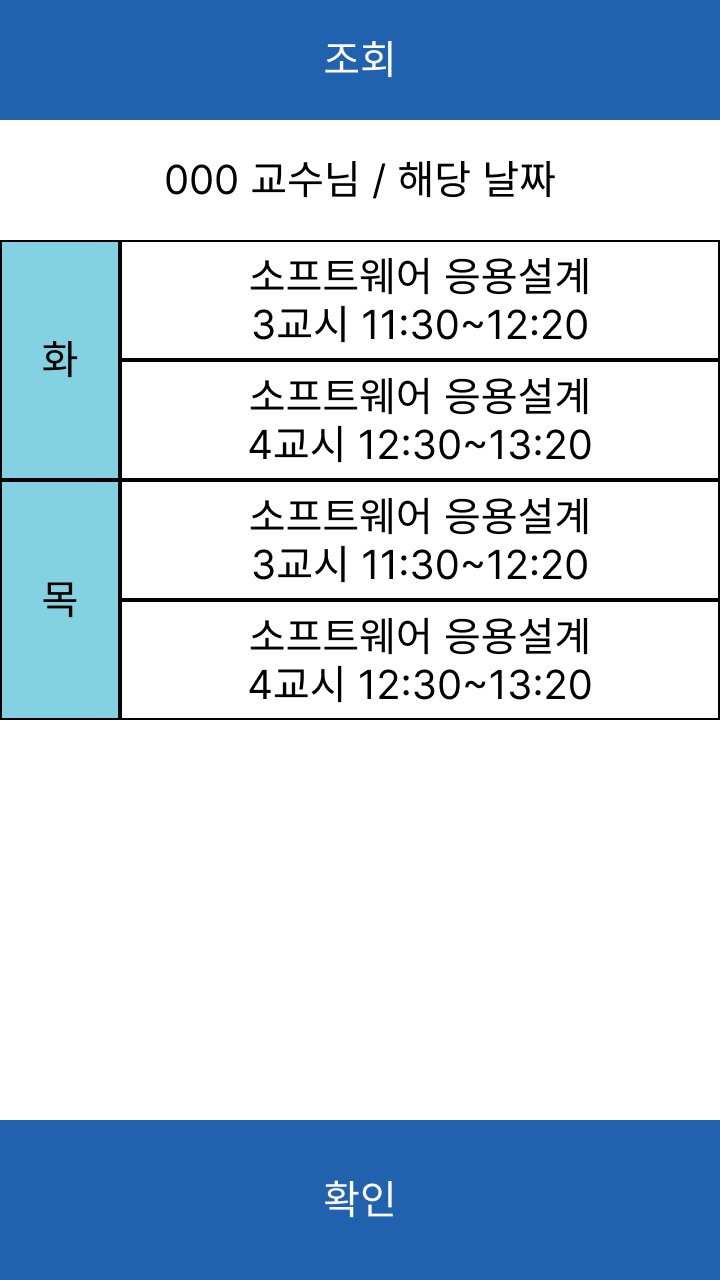 조회
000 교수님 / 해당 날짜
화
소프트웨어 응용설계
3교시 11:30~12:20
소프트웨어 응용설계
4교시 12:30~13:20
목
소프트웨어 응용설계
3교시 11:30~12:20
소프트웨어 응용설계
4교시 12:30~13:20
확인